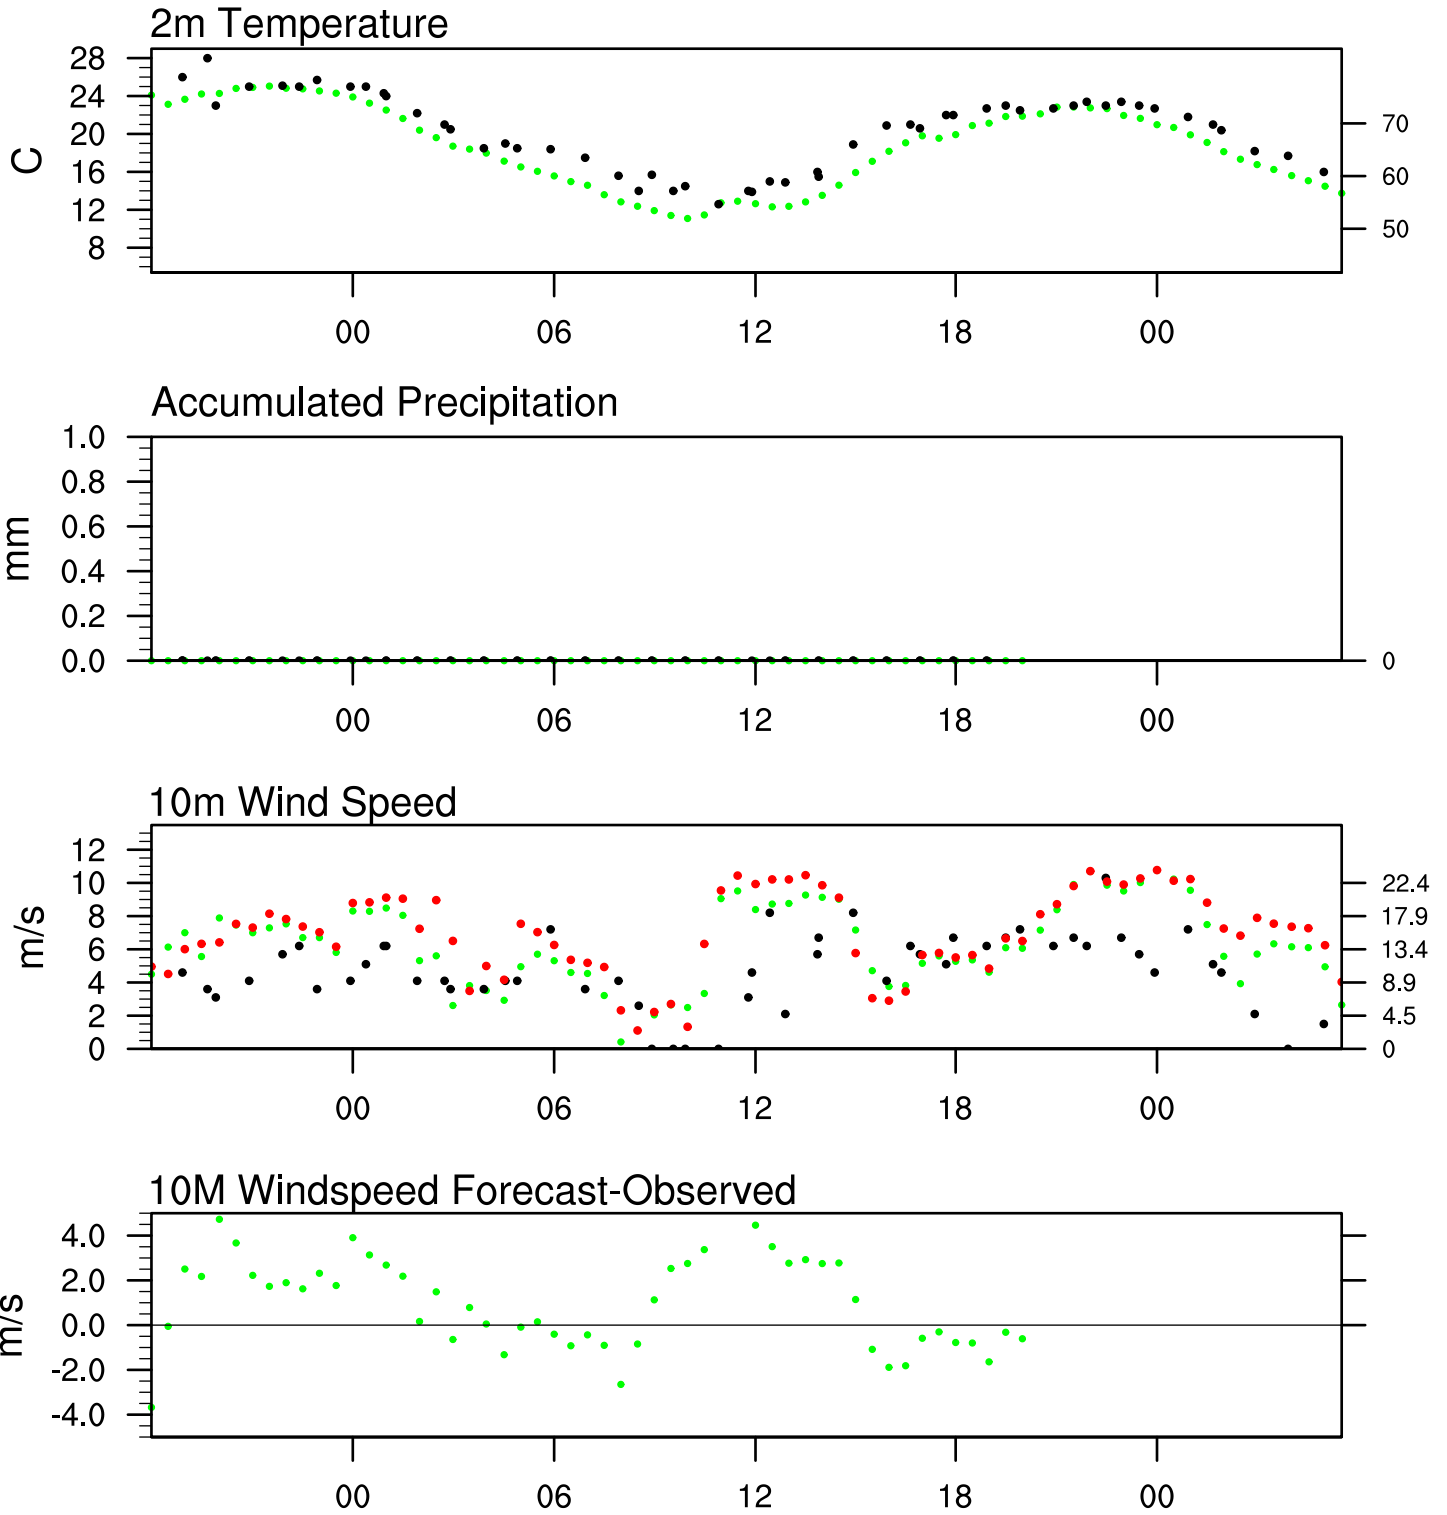 2m Temperature
28
24
20
16
12
8
C
70
60
50
00 06 12 18 00
Accumulated Precipitation
1.0
0.8
0.6
0.4
0.2
0.0
mm
0
00 06 12 18 00
10m Wind Speed
12
10
8
6
4
2
0
m/s
22.4
17.9
13.4
8.9
4.5
0
00 06 12 18 00
10M Windspeed Forecast-Observed
4.0
2.0
0.0
-2.0
-4.0
m/s
00 06 12 18 00